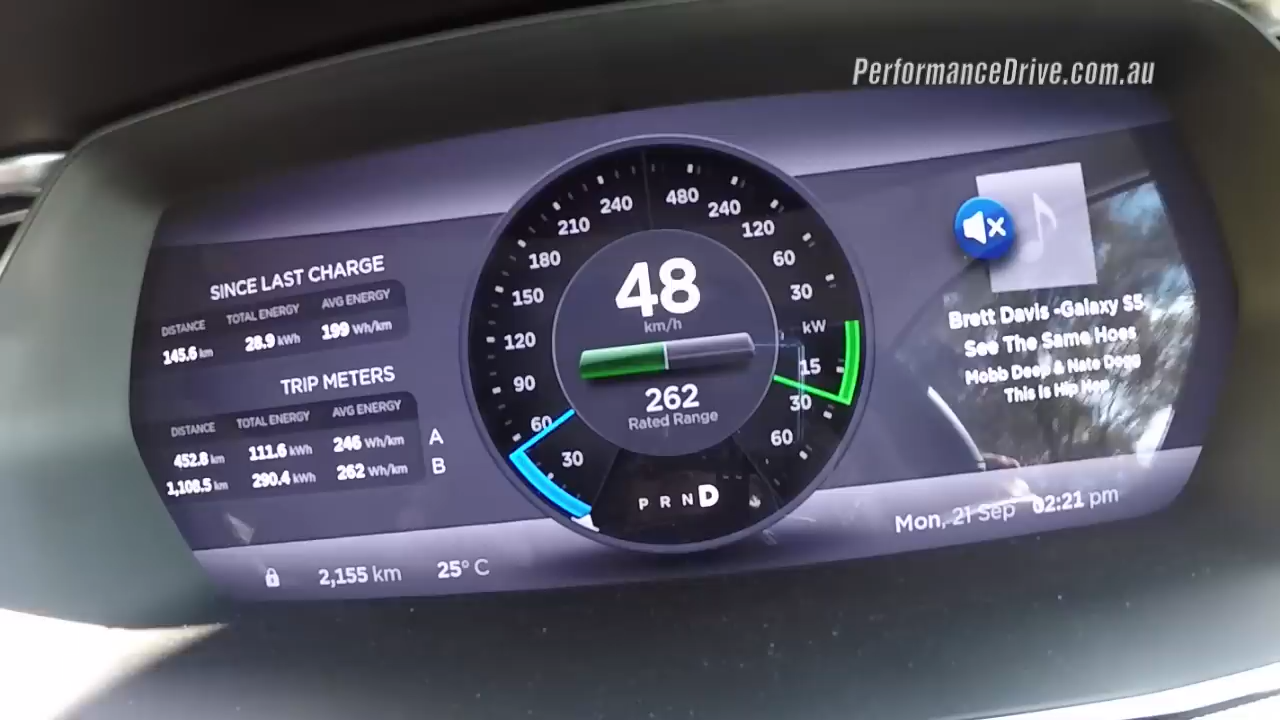 PerformanceDrive.com.au
SINCE LAST CHARGE
DISTANCE TOTAL ENERGY AVG ENERGY
145.6 km 28.9 kWh 199 Wh/km
TRIP METERS
DISTANCE TOTAL ENERGY AVG ENERGY
452.8 km 111.6 kWh 246 Wh/km A
1,108.5 km 290.4 kWh 262 Wh/km B
2,155 km 25° C
240
210
180
150
120
90
60
30
48
km/h
262
Rated Range
P R N D
480
240
120
60
30
kW
15
30
60
Brett Davis -Galaxy S5
See The Same Hoes
Mobb Deep & Nate Dogg
This Is Hip Hop
Mon, 21 Sep 02:21 pm